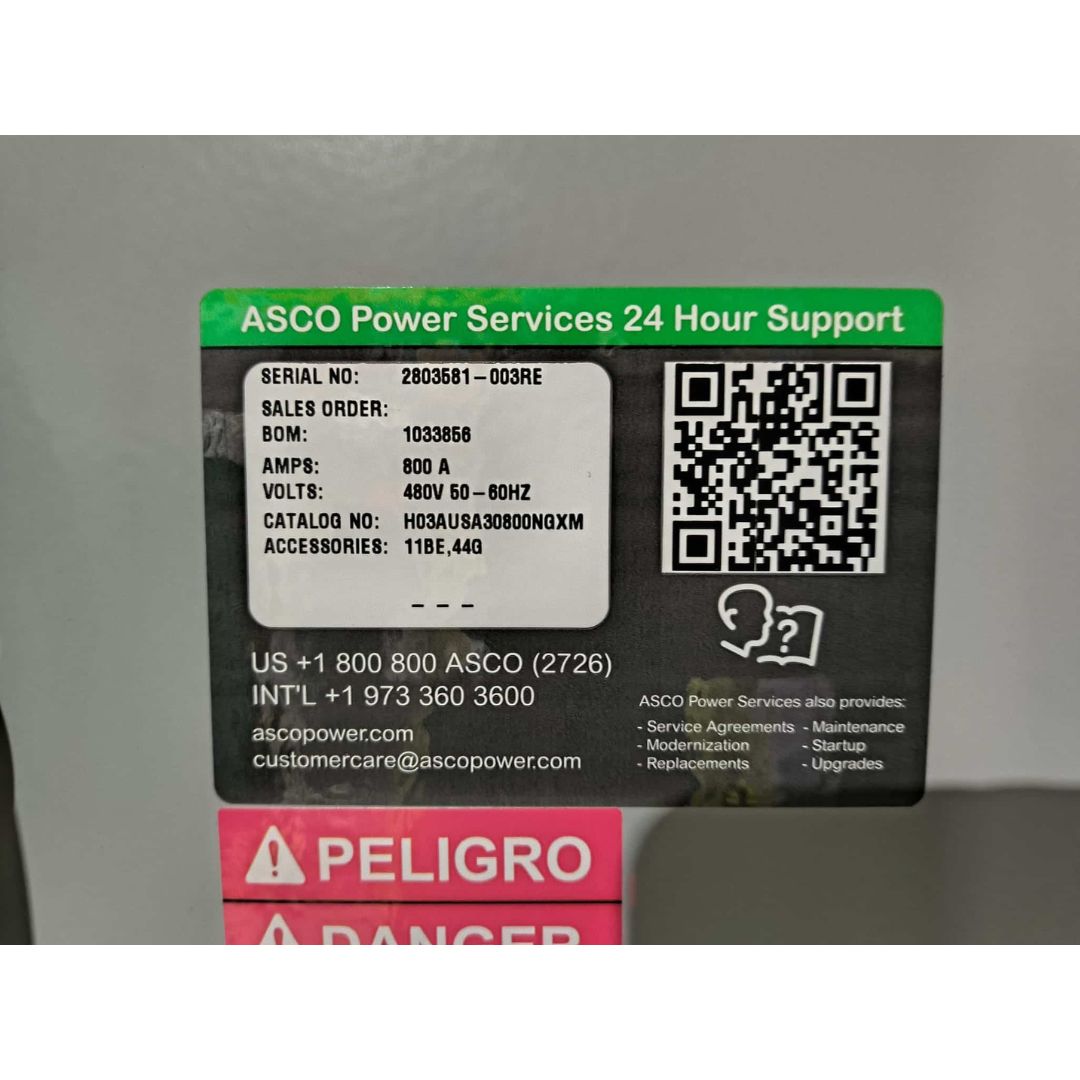 ASCO Power Services 24 Hour Support
SERIAL NO: 2803581-003RE
SALES ORDER:
BOM: 1033856
AMPS: 800 A
VOLTS: 480V 50-60HZ
CATALOG NO: H03AUSA30800NGXM
ACCESSORIES: 11BE,44G
– – –
US +1 800 800 ASCO (2726)
INT'L +1 973 360 3600
ascopower.com
customercare@ascopower.com
?
ASCO Power Services also provides:
- Service Agreements - Maintenance
- Modernization - Startup
- Replacements - Upgrades
PELIGRO
DANGER